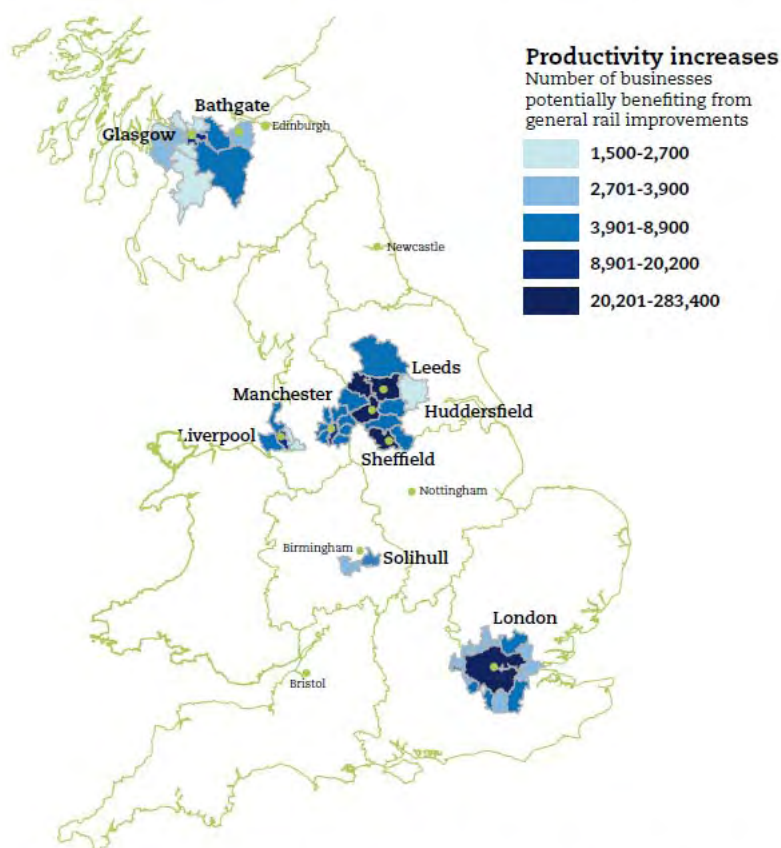 Productivity increases
Number of businesses
potentially benefiting from
general rail improvements
1,500-2,700
2,701-3,900
3,901-8,900
8,901-20,200
20,201-283,400
Bathgate
Glasgow
Edinburgh
Newcastle
Leeds
Manchester
Huddersfield
Liverpool
Sheffield
Nottingham
Birmingham
Solihull
London
Bristol